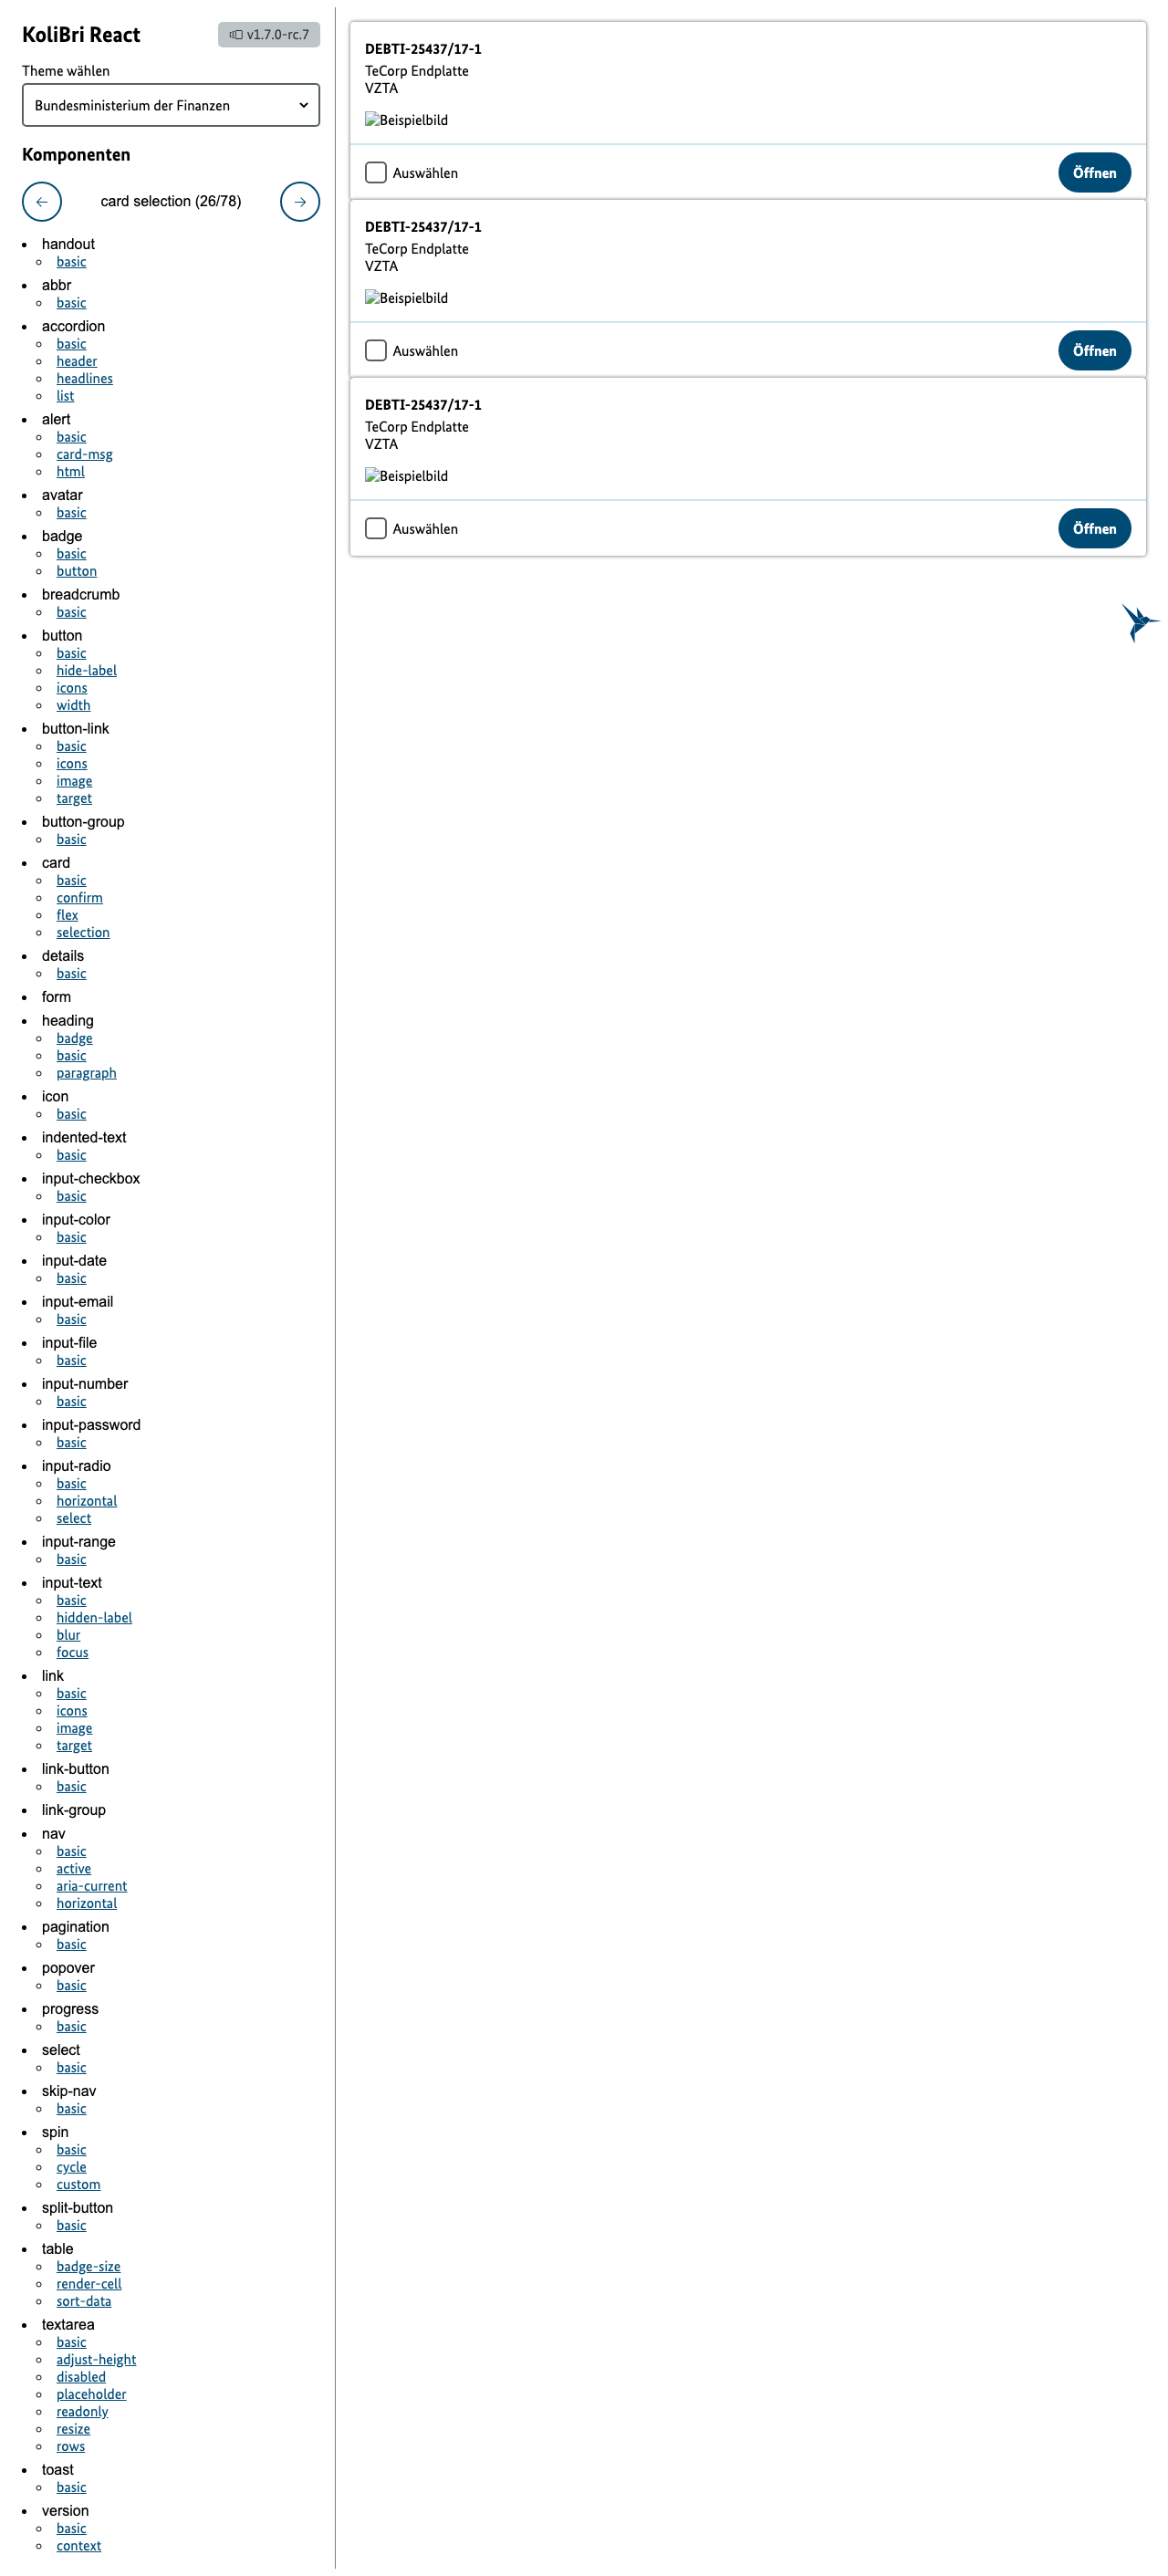 KoliBri React
v1.7.0-rc.7
Theme wählen
Bundesministerium der Finanzen
Komponenten
card selection (26/78)
handout
basic
abbr
basic
accordion
basic
header
headlines
list
alert
basic
card-msg
html
avatar
basic
badge
basic
button
breadcrumb
basic
button
basic
hide-label
icons
width
button-link
basic
icons
image
target
button-group
basic
card
basic
confirm
flex
selection
details
basic
form
heading
badge
basic
paragraph
icon
basic
indented-text
basic
input-checkbox
basic
input-color
basic
input-date
basic
input-email
basic
input-file
basic
input-number
basic
input-password
basic
input-radio
basic
horizontal
select
input-range
basic
input-text
basic
hidden-label
blur
focus
link
basic
icons
image
target
link-button
basic
link-group
nav
basic
active
aria-current
horizontal
pagination
basic
popover
basic
progress
basic
select
basic
skip-nav
basic
spin
basic
cycle
custom
split-button
basic
table
badge-size
render-cell
sort-data
textarea
basic
adjust-height
disabled
placeholder
readonly
resize
rows
toast
basic
version
basic
context
DEBTI-25437/17-1
TeCorp Endplatte
VZTA
Beispielbild
Auswählen
Öffnen
DEBTI-25437/17-1
TeCorp Endplatte
VZTA
Beispielbild
Auswählen
Öffnen
DEBTI-25437/17-1
TeCorp Endplatte
VZTA
Beispielbild
Auswählen
Öffnen